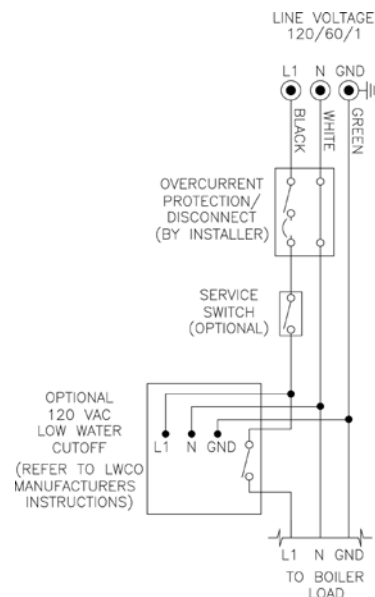 LINE VOLTAGE
120/60/1
L1 N GND
BLACK
WHITE
GREEN
OVERCURRENT
PROTECTION/
DISCONNECT
(BY INSTALLER)
SERVICE
SWITCH
(OPTIONAL)
OPTIONAL
120 VAC
LOW WATER
CUTOFF
(REFER TO LWCO
MANUFACTURERS
INSTRUCTIONS)
L1 N GND
L1 N GND
TO BOILER
LOAD